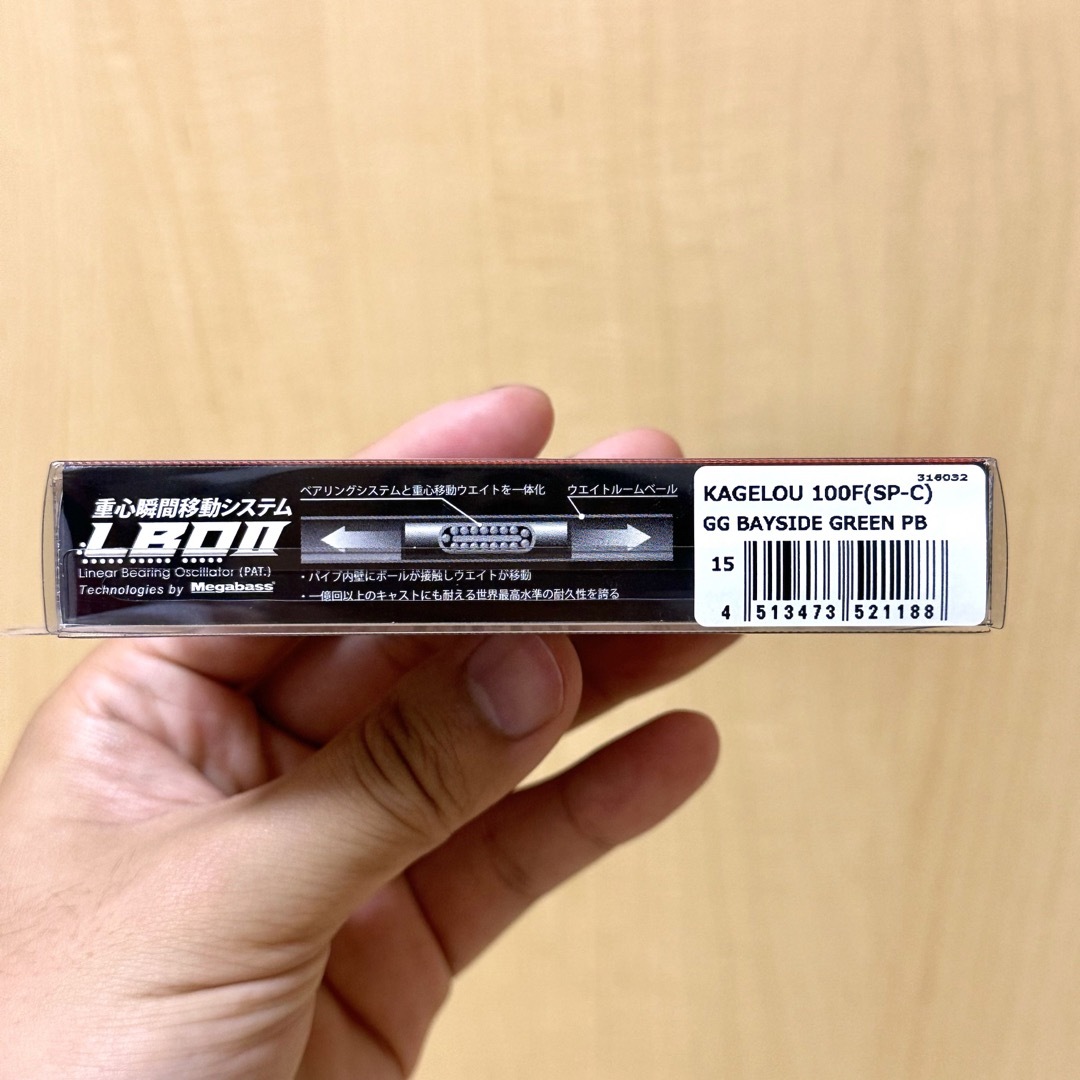 重心瞬間移動システム
LBOII
Linear Bearing Oscillator (PAT.)
Technologies by Megabass®
ベアリングシステムと重心移動ウエイトを一体化
ウエイトルームベール
・パイプ内壁にボールが接触しウエイトが移動
・一億回以上のキャストにも耐える世界最高水準の耐久性を誇る
316032
KAGELOU 100F(SP-C)
GG BAYSIDE GREEN PB
15
4 513473 521188